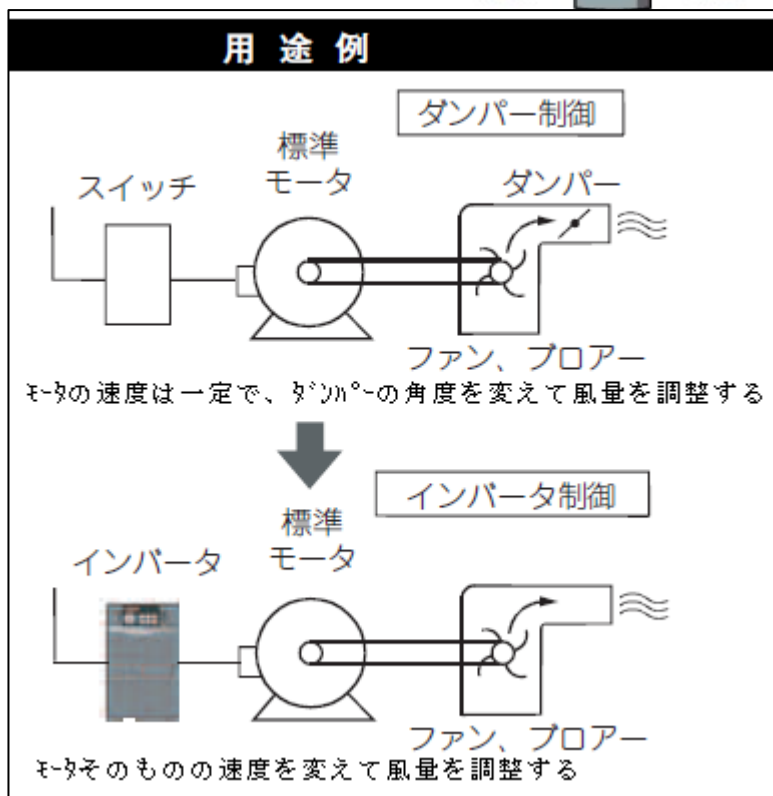 用途例
ダンパー制御
標準
モータ
スイッチ
ダンパー
ファン、ブロアー
ﾓｰﾀの速度は一定で、ﾀﾞﾝﾊﾟｰの角度を変えて風量を調整する
インバータ制御
標準
モータ
インバータ
ファン、ブロアー
ﾓｰﾀそのものの速度を変えて風量を調整する